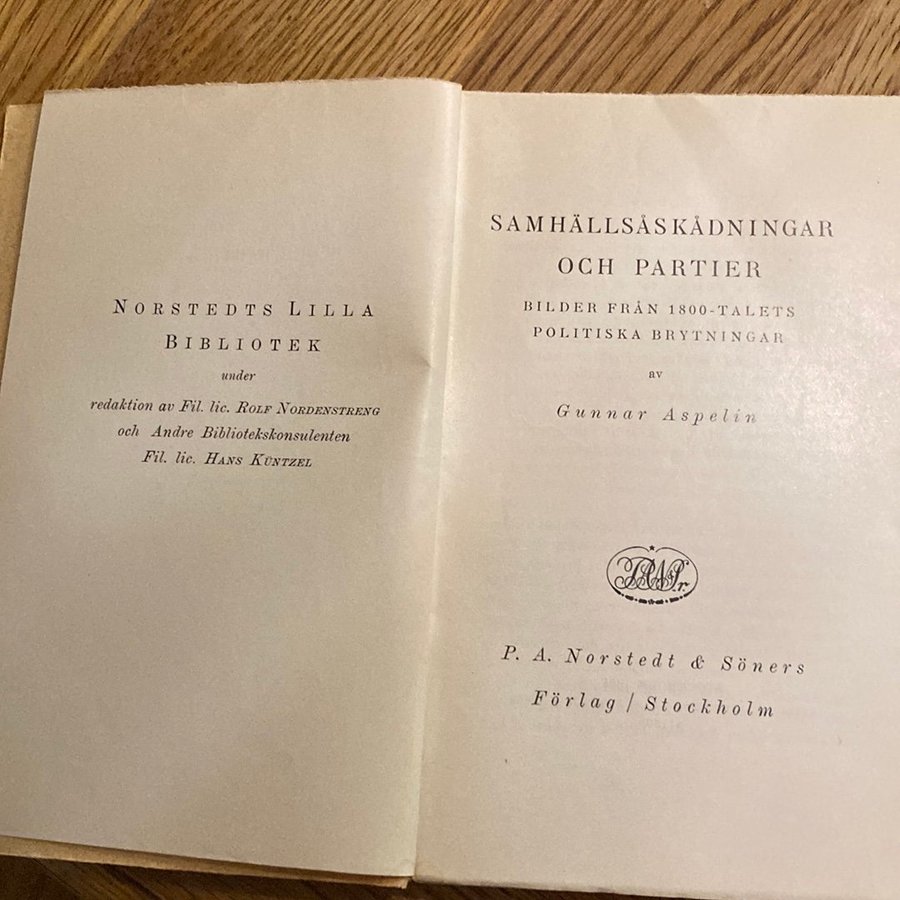 NORSTEDTS LILLA
BIBLIOTEK
under
redaktion av Fil. lic. ROLF NORDENSTRENG
och Andre Bibliotekskonsulenten
Fil. lic. HANS KÜNTZEL
SAMHÄLLSÅSKÅDNINGAR
OCH PARTIER
BILDER FRÅN 1800-TALETS
POLITISKA BRYTNINGAR
av
Gunnar Aspelin
P. A. Norstedt & Söners
Förlag / Stockholm